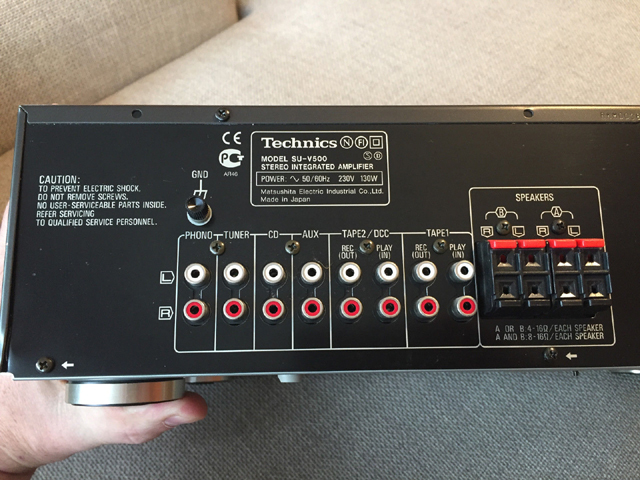 CE
AR46
Technics N FI
S D
MODEL SU-V500
STEREO INTEGRATED AMPLIFIER
POWER. ∿ 50/60Hz 230V 130W
Matsushita Electric Industrial Co.,Ltd.
Made in Japan
CAUTION:
TO PREVENT ELECTRIC SHOCK,
DO NOT REMOVE SCREWS.
NO USER-SERVICEABLE PARTS INSIDE.
REFER SERVICING
TO QUALIFIED SERVICE PERSONNEL.
GND
PHONO TUNER CD AUX TAPE2/DCC TAPE1
REC (OUT) PLAY (IN) REC (OUT) PLAY (IN)
L
R
SPEAKERS
B A
R L R L
A OR B:4-16Ω/EACH SPEAKER
A AND B:8-16Ω/EACH SPEAKER